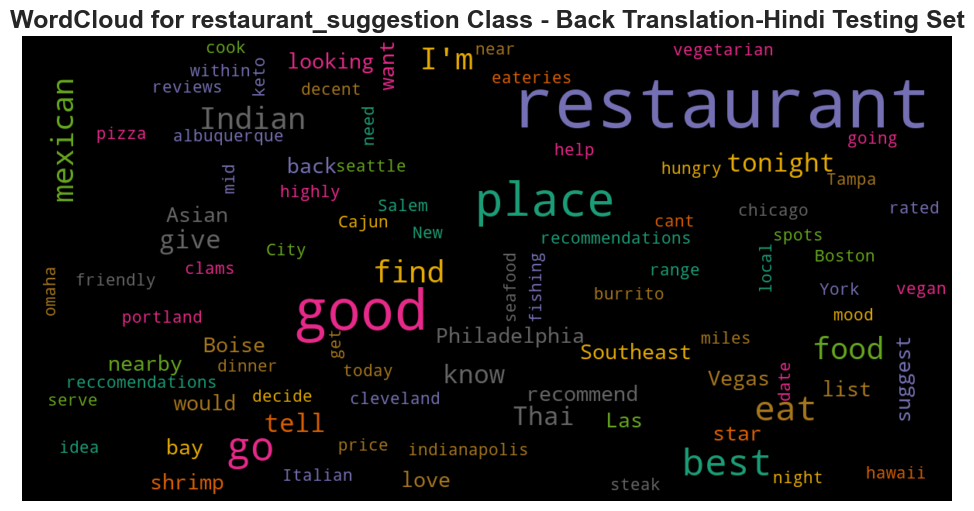 WordCloud for restaurant_suggestion Class - Back Translation-Hindi Testing Set
cook
looking
want
I'm
near
vegetarian
within
keto
reviews
decent
eateries
restaurant
mexican
Indian
need
pizza
albuquerque
going
help
back
seattle
hungry
tonight
mid
highly
place
Tampa
Asian
Salem
Cajun
New
cant
chicago
rated
give
City
recommendations
spots
clams
find
seafood
fishing
range
local
Boston
omaha
friendly
good
burrito
York
vegan
portland
mood
Boise
get
Philadelphia
Southeast
miles
food
suggest
nearby
dinner
today
know
Vegas
date
list
reccomendations
serve
would
decide
cleveland
recommend
eat
tell
Thai
Las
star
idea
bay
go
price
indianapolis
best
shrimp
Italian
love
steak
night
hawaii